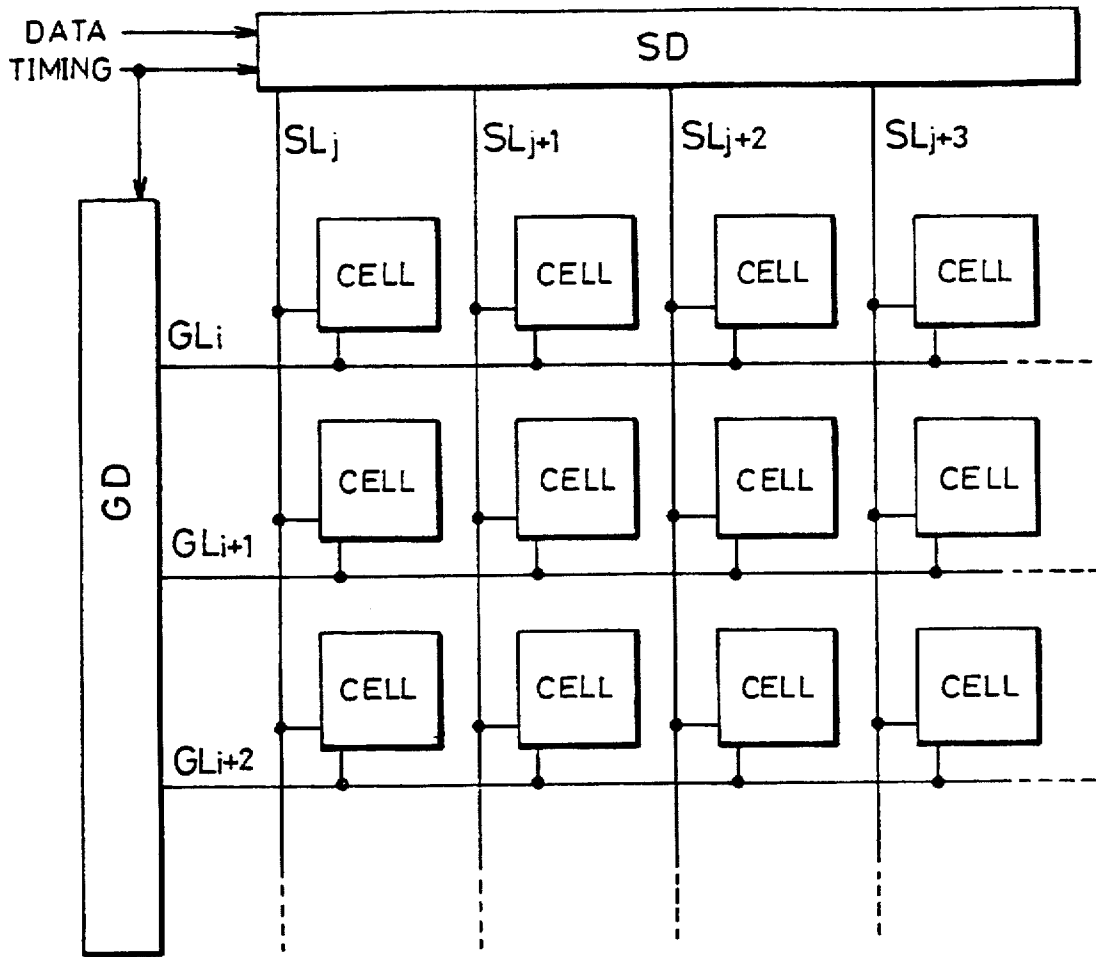 DATA
TIMING
SD
SLj SLj+1 SLj+2 SLj+3
CELL CELL CELL CELL
GLi
CELL CELL CELL CELL
GD
GLi+1
CELL CELL CELL CELL
GLi+2